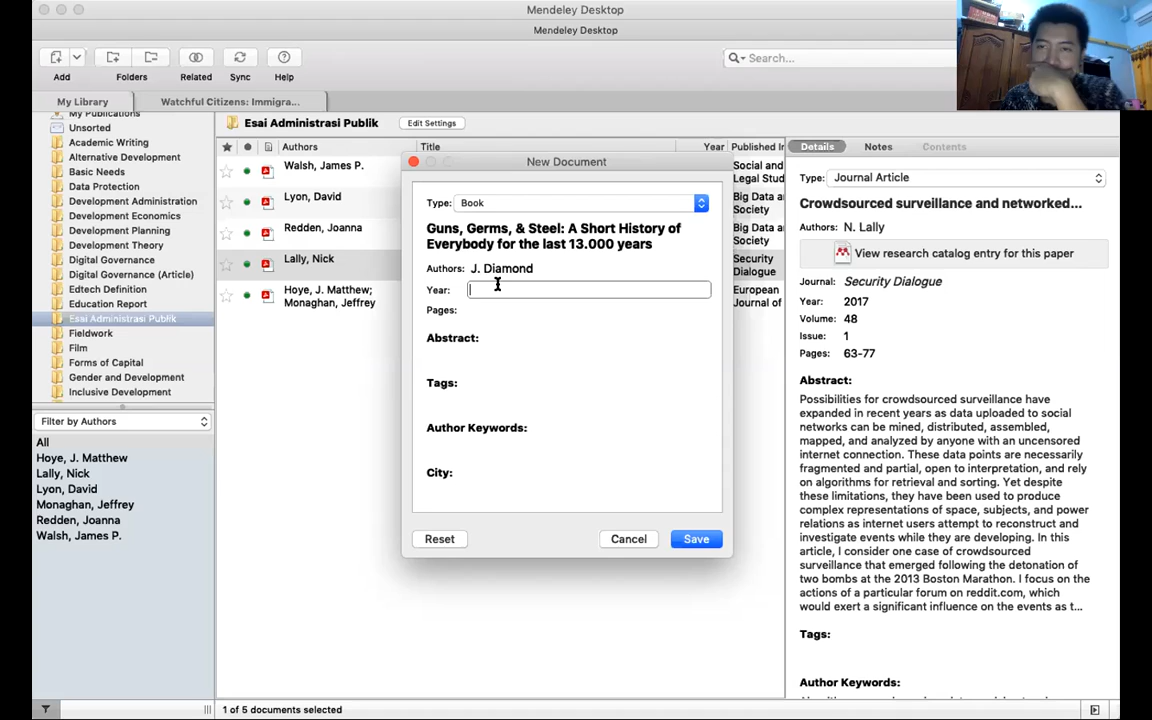 Mendeley Desktop
Mendeley Desktop
Add
Folders
Related
Sync
Help
Search...
My Library
Watchful Citizens: Immigra...
My Publications
Unsorted
Academic Writing
Alternative Development
Basic Needs
Data Protection
Development Administration
Development Economics
Development Planning
Development Theory
Digital Governance
Digital Governance (Article)
Edtech Definition
Education Report
Esai Administrasi Publik
Fieldwork
Film
Forms of Capital
Gender and Development
Inclusive Development
Filter by Authors
All
Hoye, J. Matthew
Lally, Nick
Lyon, David
Monaghan, Jeffrey
Redden, Joanna
Walsh, James P.
Esai Administrasi Publik
Edit Settings
Authors
Title
Year
Published In
Walsh, James P.
Social and
Legal Stud
Lyon, David
Big Data an
Society
Redden, Joanna
Big Data an
Society
Lally, Nick
Security
Dialogue
Hoye, J. Matthew;
Monaghan, Jeffrey
European
Journal of
New Document
Type: Book
Guns, Germs, & Steel: A Short History of
Everybody for the last 13.000 years
Authors: J. Diamond
Year:
Pages:
Abstract:
Tags:
Author Keywords:
City:
Reset
Cancel
Save
1 of 5 documents selected
Details
Notes
Contents
Type: Journal Article
Crowdsourced surveillance and networked...
Authors: N. Lally
View research catalog entry for this paper
Journal: Security Dialogue
Year: 2017
Volume: 48
Issue: 1
Pages: 63-77
Abstract:
Possibilities for crowdsourced surveillance have
expanded in recent years as data uploaded to social
networks can be mined, distributed, assembled,
mapped, and analyzed by anyone with an uncensored
internet connection. These data points are necessarily
fragmented and partial, open to interpretation, and rely
on algorithms for retrieval and sorting. Yet despite
these limitations, they have been used to produce
complex representations of space, subjects, and power
relations as internet users attempt to reconstruct and
investigate events while they are developing. In this
article, I consider one case of crowdsourced
surveillance that emerged following the detonation of
two bombs at the 2013 Boston Marathon. I focus on the
actions of a particular forum on reddit.com, which
would exert a significant influence on the events as t...
Tags:
Author Keywords: